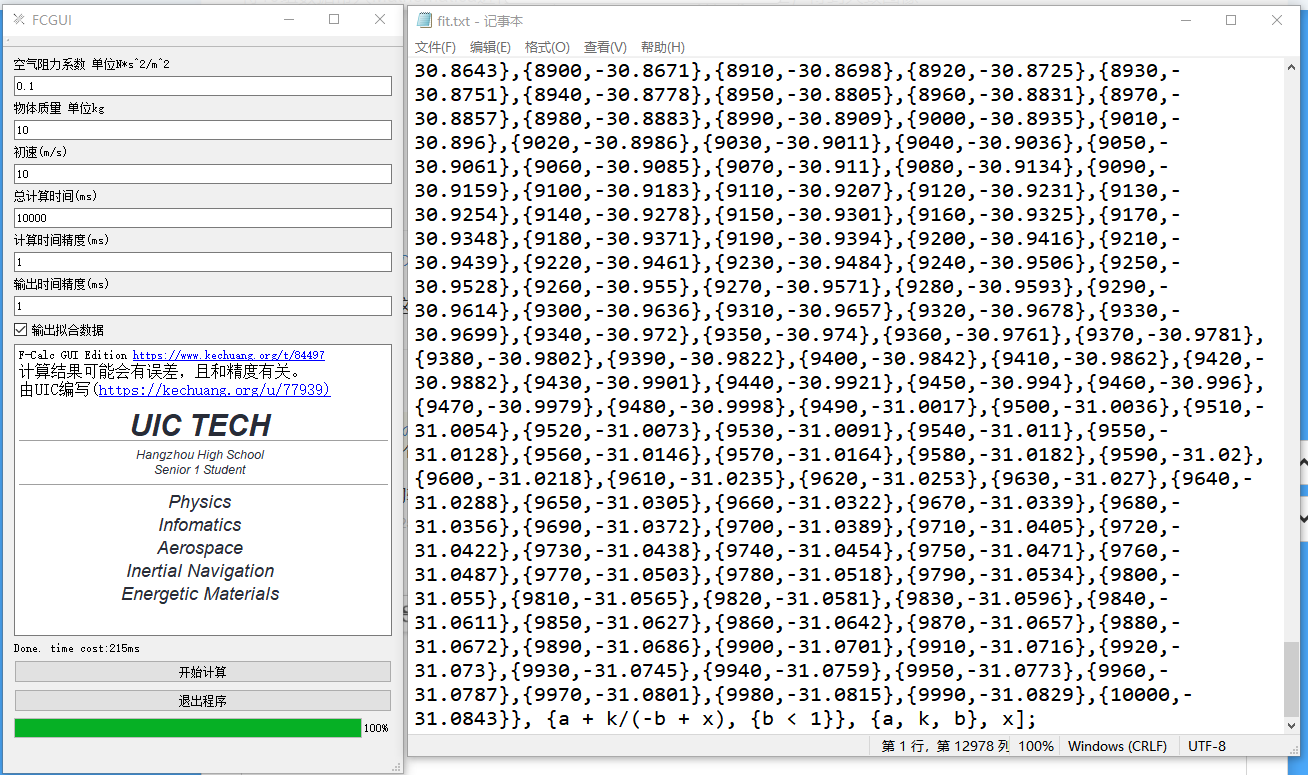 FCGUI
空气阻力系数 单位N*s^2/m^2
0.1
物体质量 单位kg
10
初速(m/s)
10
总计算时间(ms)
10000
计算时间精度(ms)
1
输出时间精度(ms)
1
输出拟合数据
F-Calc GUI Edition https://www.kechuang.org/t/84497
计算结果可能会有误差，且和精度有关。
由UIC编写(https://kechuang.org/u/77939)
UIC TECH
Hangzhou High School
Senior 1 Student
Physics
Infomatics
Aerospace
Inertial Navigation
Energetic Materials
Done. time cost:215ms
开始计算
退出程序
100%
fit.txt - 记事本
文件(F) 编辑(E) 格式(O) 查看(V) 帮助(H)
30.8643},{8900,-30.8671},{8910,-30.8698},{8920,-30.8725},{8930,-
30.8751},{8940,-30.8778},{8950,-30.8805},{8960,-30.8831},{8970,-
30.8857},{8980,-30.8883},{8990,-30.8909},{9000,-30.8935},{9010,-
30.896},{9020,-30.8986},{9030,-30.9011},{9040,-30.9036},{9050,-
30.9061},{9060,-30.9085},{9070,-30.911},{9080,-30.9134},{9090,-
30.9159},{9100,-30.9183},{9110,-30.9207},{9120,-30.9231},{9130,-
30.9254},{9140,-30.9278},{9150,-30.9301},{9160,-30.9325},{9170,-
30.9348},{9180,-30.9371},{9190,-30.9394},{9200,-30.9416},{9210,-
30.9439},{9220,-30.9461},{9230,-30.9484},{9240,-30.9506},{9250,-
30.9528},{9260,-30.955},{9270,-30.9571},{9280,-30.9593},{9290,-
30.9614},{9300,-30.9636},{9310,-30.9657},{9320,-30.9678},{9330,-
30.9699},{9340,-30.972},{9350,-30.974},{9360,-30.9761},{9370,-30.9781},
{9380,-30.9802},{9390,-30.9822},{9400,-30.9842},{9410,-30.9862},{9420,-
30.9882},{9430,-30.9901},{9440,-30.9921},{9450,-30.994},{9460,-30.996},
{9470,-30.9979},{9480,-30.9998},{9490,-31.0017},{9500,-31.0036},{9510,-
31.0054},{9520,-31.0073},{9530,-31.0091},{9540,-31.011},{9550,-
31.0128},{9560,-31.0146},{9570,-31.0164},{9580,-31.0182},{9590,-31.02},
{9600,-31.0218},{9610,-31.0235},{9620,-31.0253},{9630,-31.027},{9640,-
31.0288},{9650,-31.0305},{9660,-31.0322},{9670,-31.0339},{9680,-
31.0356},{9690,-31.0372},{9700,-31.0389},{9710,-31.0405},{9720,-
31.0422},{9730,-31.0438},{9740,-31.0454},{9750,-31.0471},{9760,-
31.0487},{9770,-31.0503},{9780,-31.0518},{9790,-31.0534},{9800,-
31.055},{9810,-31.0565},{9820,-31.0581},{9830,-31.0596},{9840,-
31.0611},{9850,-31.0627},{9860,-31.0642},{9870,-31.0657},{9880,-
31.0672},{9890,-31.0686},{9900,-31.0701},{9910,-31.0716},{9920,-
31.073},{9930,-31.0745},{9940,-31.0759},{9950,-31.0773},{9960,-
31.0787},{9970,-31.0801},{9980,-31.0815},{9990,-31.0829},{10000,-
31.0843}}, {a + k/(-b + x), {b < 1}}, {a, k, b}, x];
第 1 行，第 12978 列 100% Windows (CRLF) UTF-8